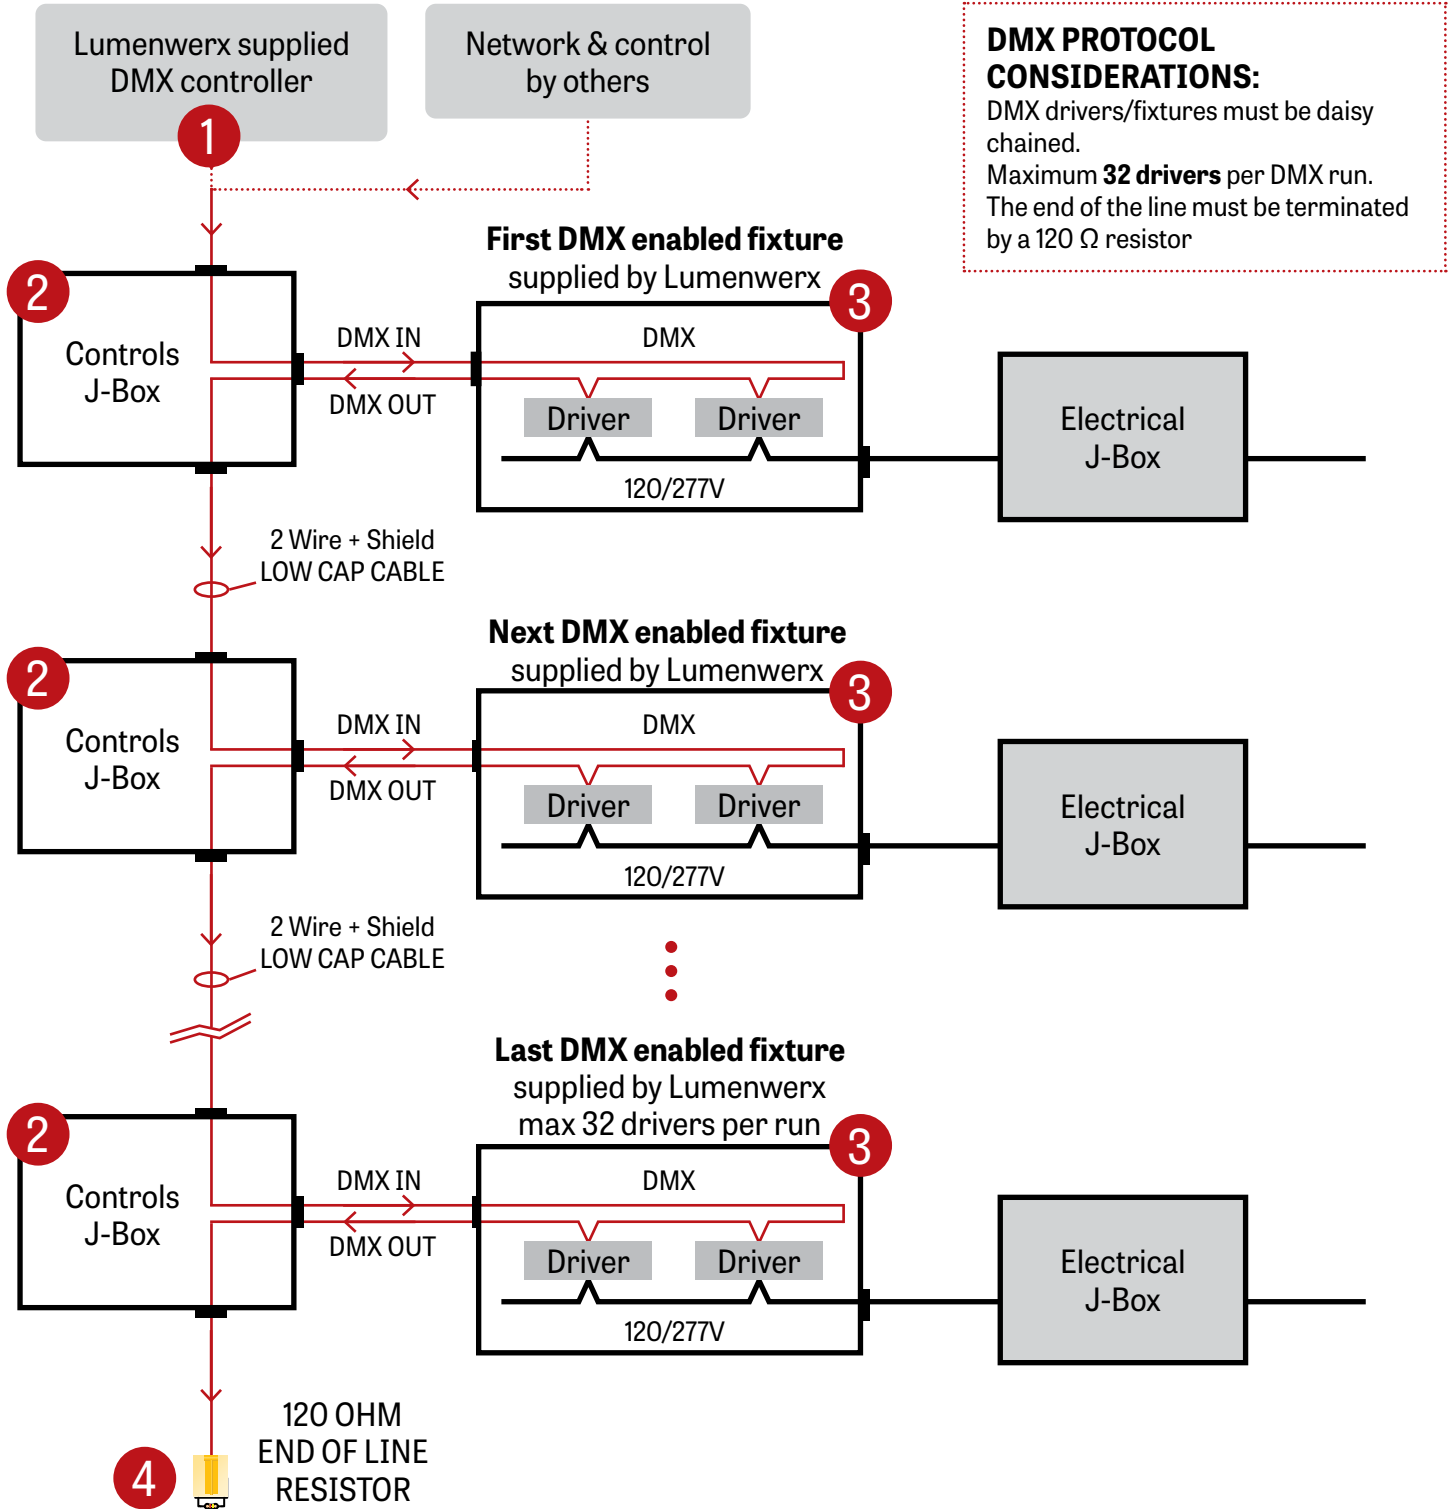 Lumenwerx supplied
DMX controller
1
Network & control
by others
DMX PROTOCOL
CONSIDERATIONS:
DMX drivers/fixtures must be daisy
chained.
Maximum 32 drivers per DMX run.
The end of the line must be terminated
by a 120 Ω resistor
First DMX enabled fixture
supplied by Lumenwerx
2
3
Controls
J-Box
DMX IN
DMX OUT
DMX
Driver
Driver
120/277V
Electrical
J-Box
2 Wire + Shield
LOW CAP CABLE
Next DMX enabled fixture
supplied by Lumenwerx
2
3
Controls
J-Box
DMX IN
DMX OUT
DMX
Driver
Driver
120/277V
Electrical
J-Box
2 Wire + Shield
LOW CAP CABLE
Last DMX enabled fixture
supplied by Lumenwerx
max 32 drivers per run
2
3
Controls
J-Box
DMX IN
DMX OUT
DMX
Driver
Driver
120/277V
Electrical
J-Box
4
120 OHM
END OF LINE
RESISTOR